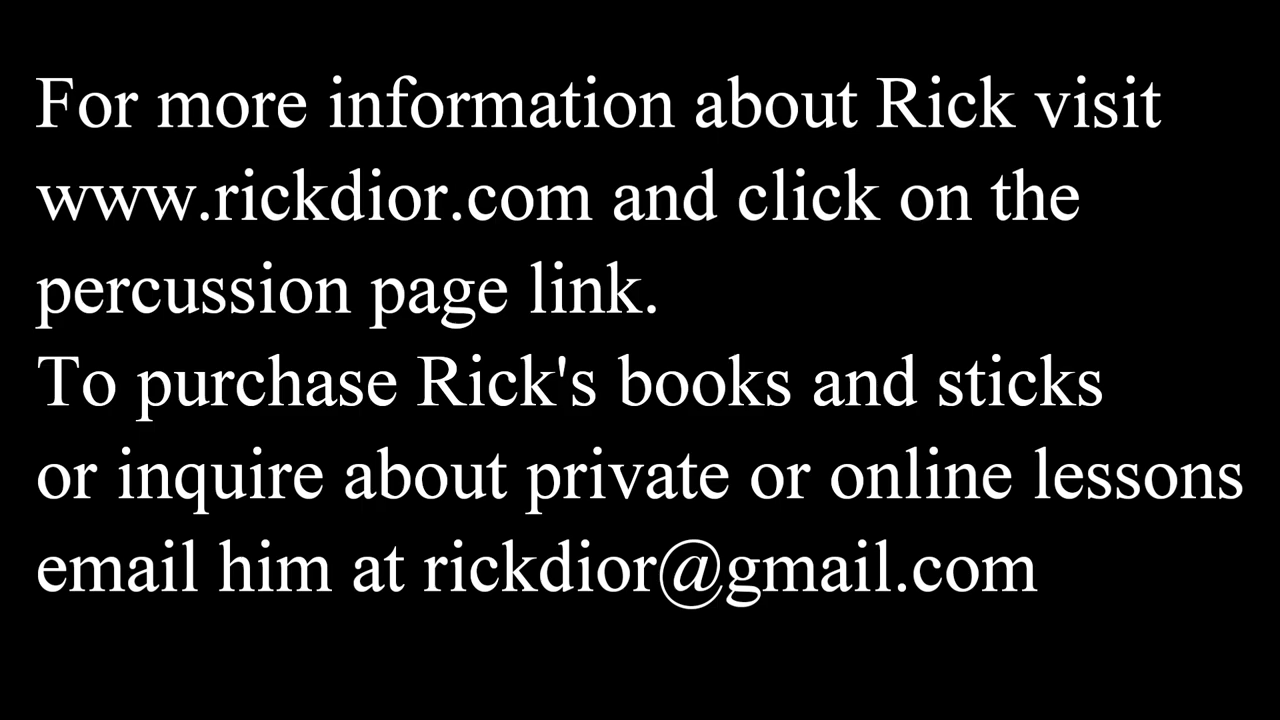 For more information about Rick visit
www.rickdior.com and click on the
percussion page link.
To purchase Rick's books and sticks
or inquire about private or online lessons
email him at rickdior@gmail.com